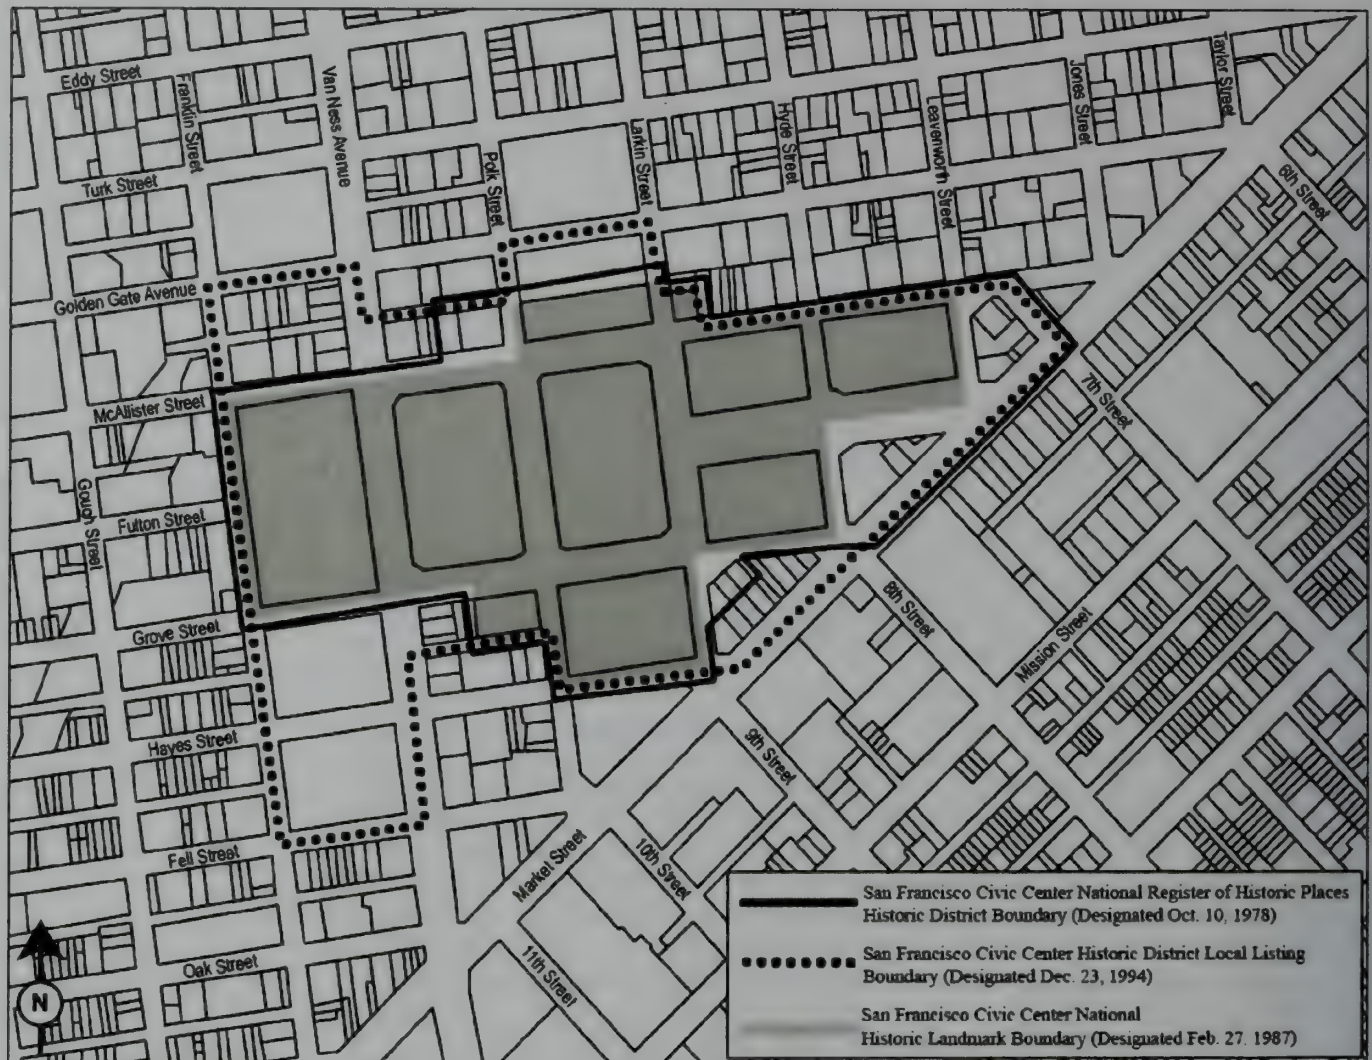 Eddy Street
Franklin Street
Van Ness Avenue
Polk Street
Larkin Street
Hyde Street
Leavenworth Street
Jones Street
Taylor Street
6th Street
Turk Street
Golden Gate Avenue
McAllister Street
7th Street
Gough Street
Fulton Street
Grove Street
8th Street
Mission Street
Hayes Street
9th Street
Fell Street
Market Street
10th Street
Oak Street
11th Street
N
San Francisco Civic Center National Register of Historic Places
Historic District Boundary (Designated Oct. 10, 1978)
San Francisco Civic Center Historic District Local Listing
Boundary (Designated Dec. 23, 1994)
San Francisco Civic Center National
Historic Landmark Boundary (Designated Feb. 27. 1987)